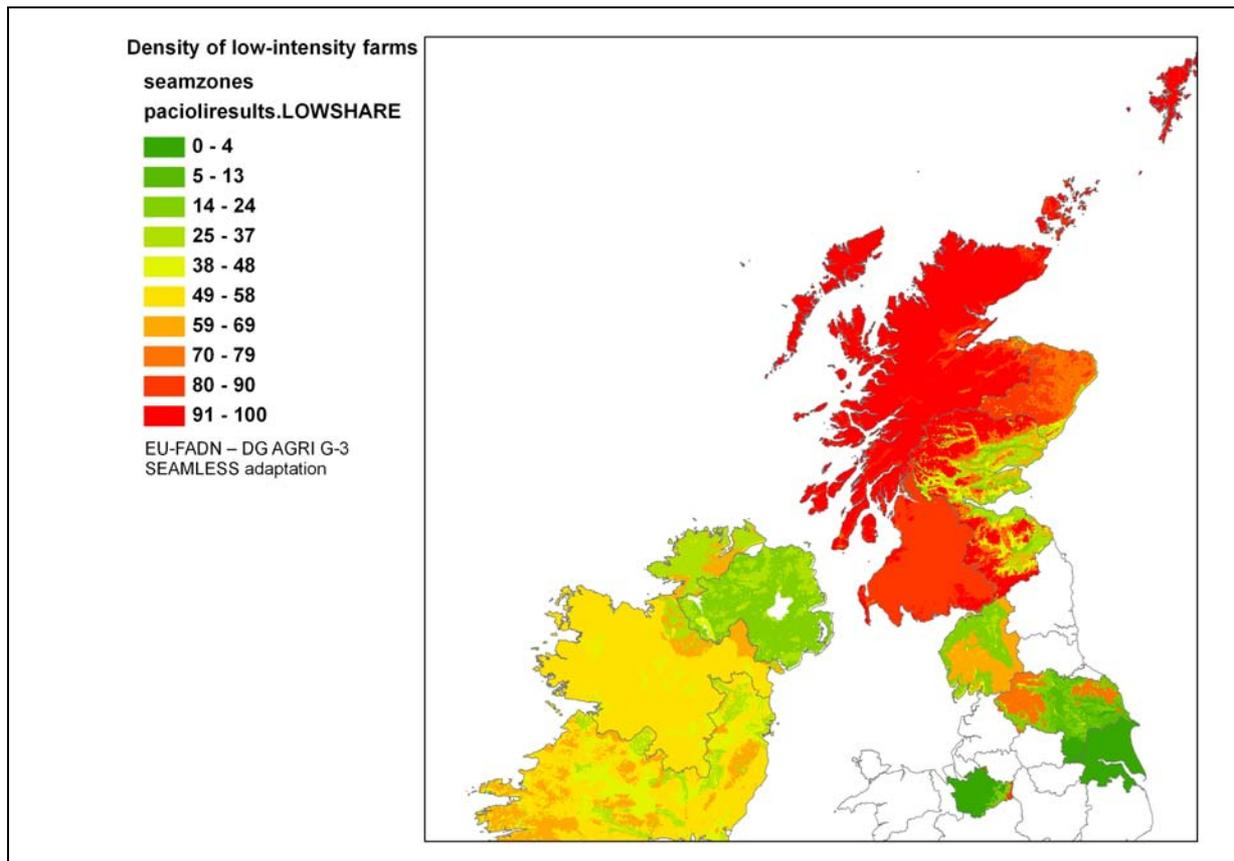 Density of low-intensity farms
seamzones
pacioliresults.LOWSHARE
0 - 4
5 - 13
14 - 24
25 - 37
38 - 48
49 - 58
59 - 69
70 - 79
80 - 90
91 - 100
EU-FADN – DG AGRI G-3
SEAMLESS adaptation